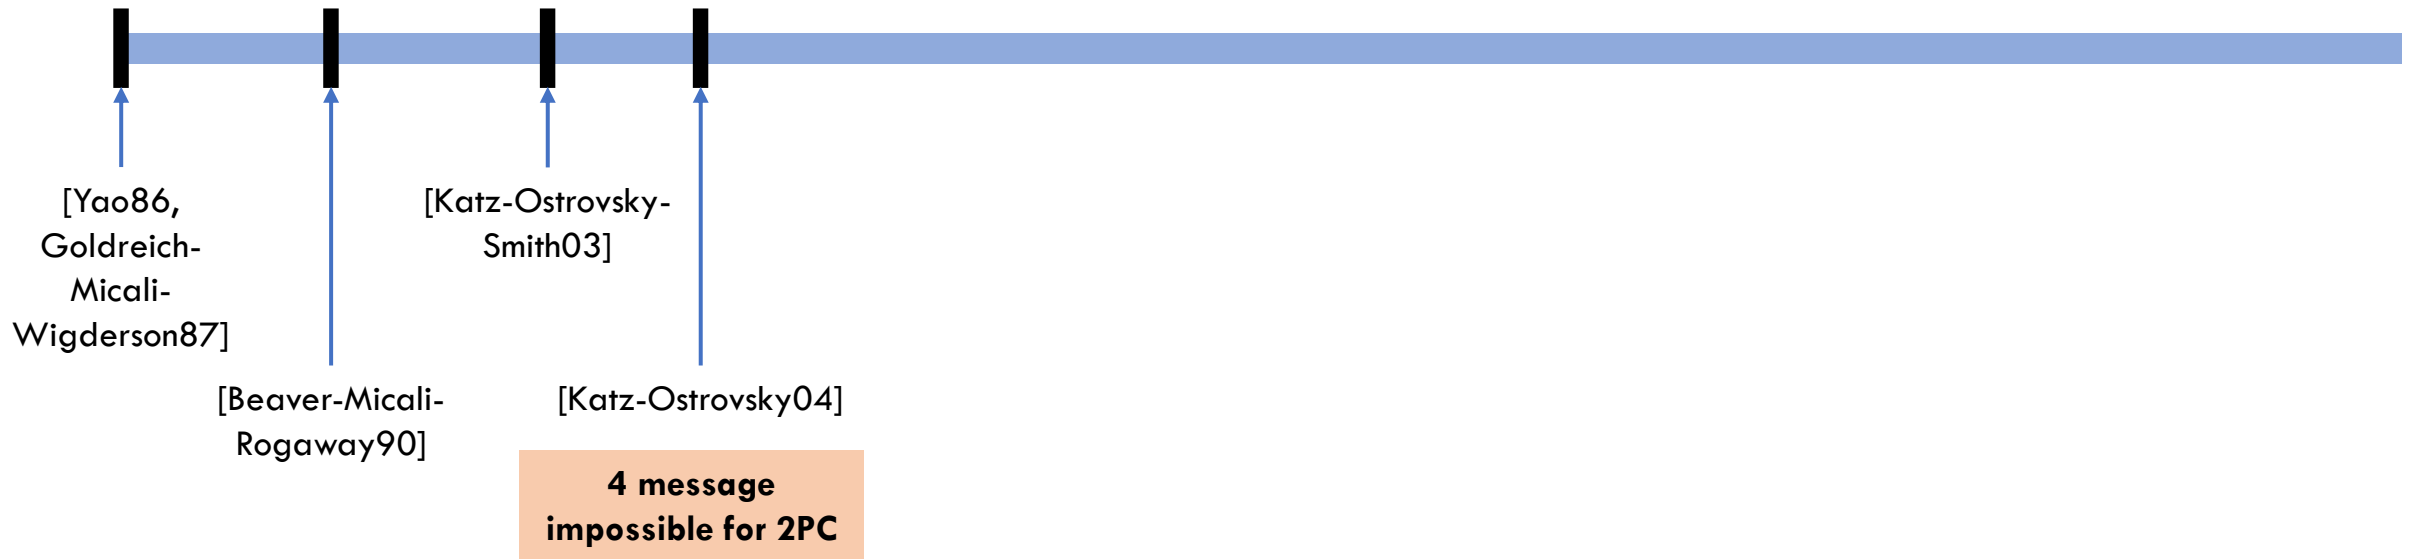 [Yao86,
Goldreich-
Micali-
Wigderson87]
[Beaver-Micali-
Rogaway90]
[Katz-Ostrovsky-
Smith03]
[Katz-Ostrovsky04]
4 message
impossible for 2PC